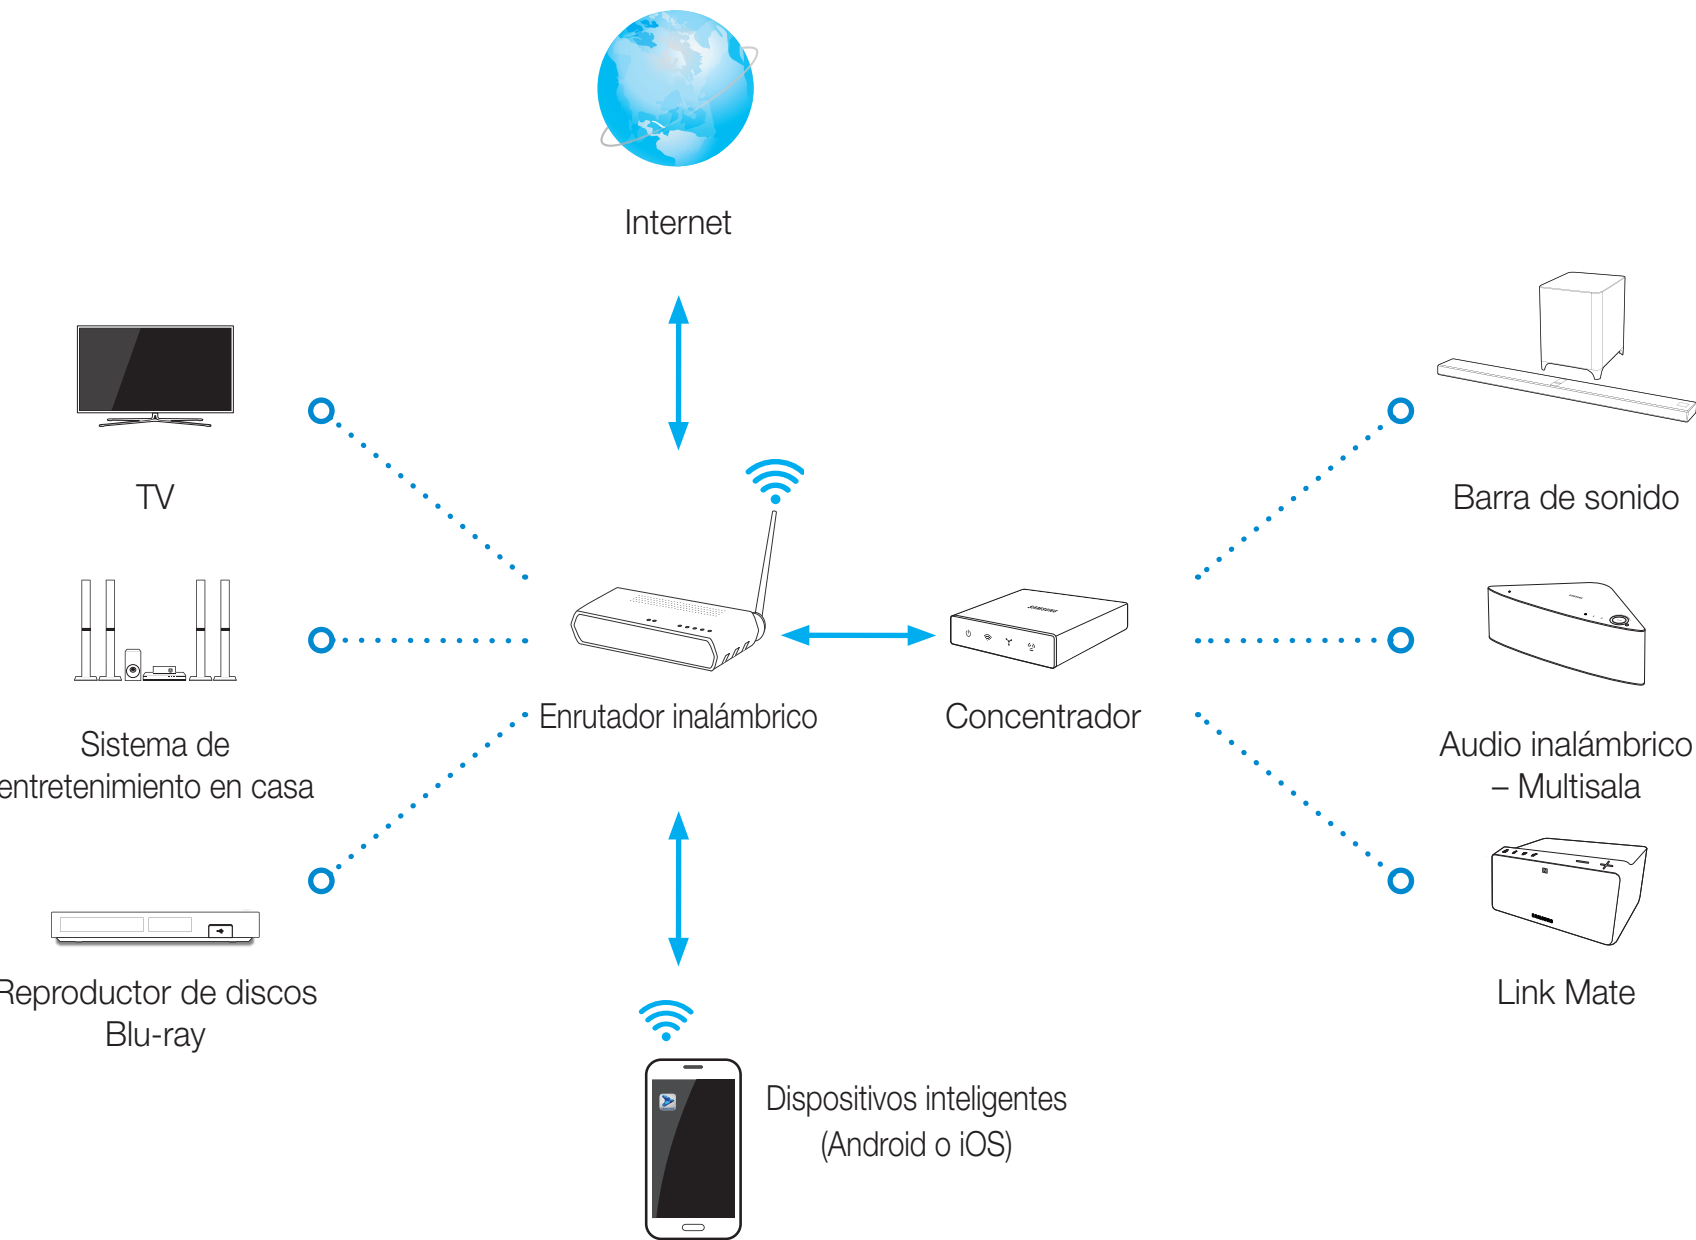 Internet
TV
Barra de sonido
SAMSUNG
Enrutador inalámbrico
Concentrador
Sistema de
entretenimiento en casa
Audio inalámbrico
– Multisala
Reproductor de discos
Blu-ray
Link Mate
Dispositivos inteligentes
(Android o iOS)